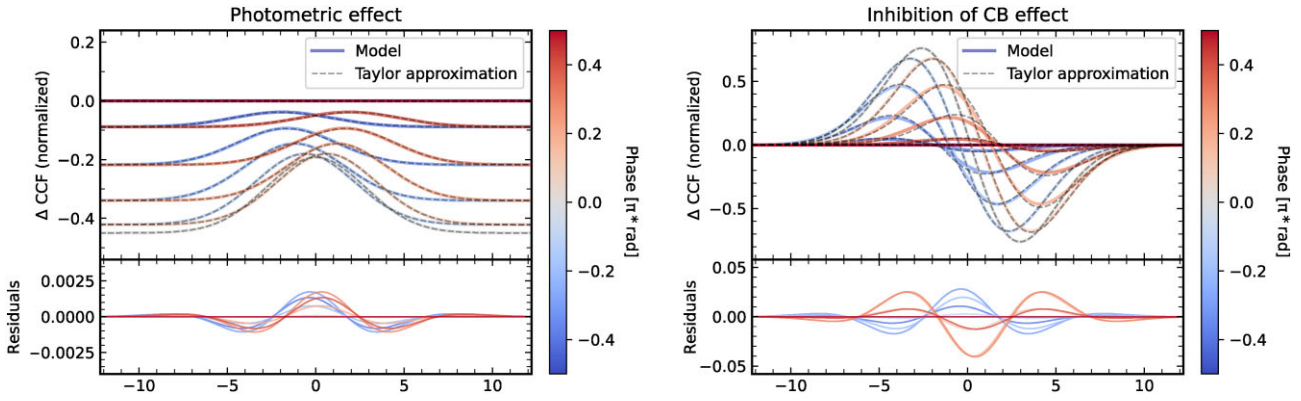 Photometric effect
Model
Taylor approximation
0.2
0.0
−0.2
−0.4
Δ CCF (normalized)
0.0025
0.0000
−0.0025
Residuals
−10
−5
0
5
10
0.4
0.2
0.0
−0.2
−0.4
Phase [π * rad]
Inhibition of CB effect
Model
Taylor approximation
0.5
0.0
−0.5
Δ CCF (normalized)
0.05
0.00
−0.05
Residuals
−10
−5
0
5
10
0.4
0.2
0.0
−0.2
−0.4
Phase [π * rad]